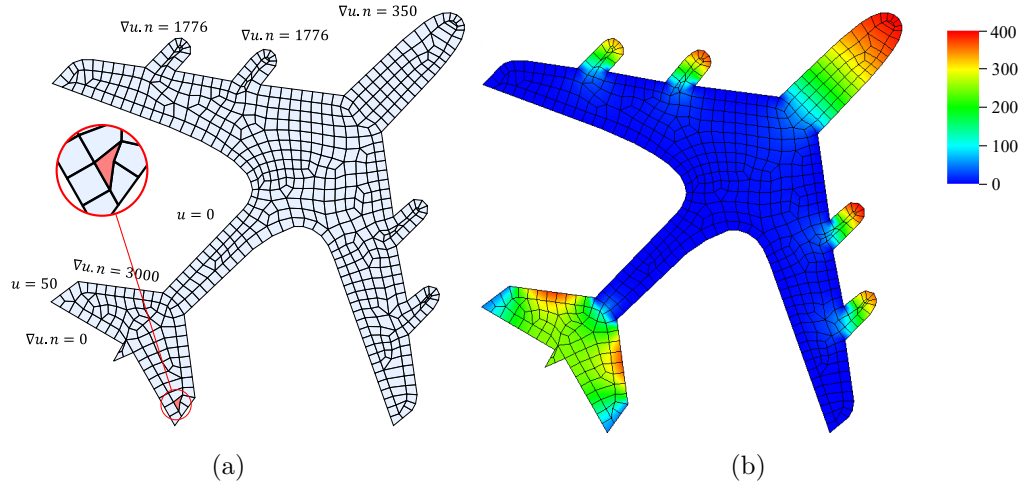 ∇u.n = 1776
∇u.n = 1776
∇u.n = 350
u = 0
∇u.n = 3000
u = 50
∇u.n = 0
400
300
200
100
0
(a)
(b)